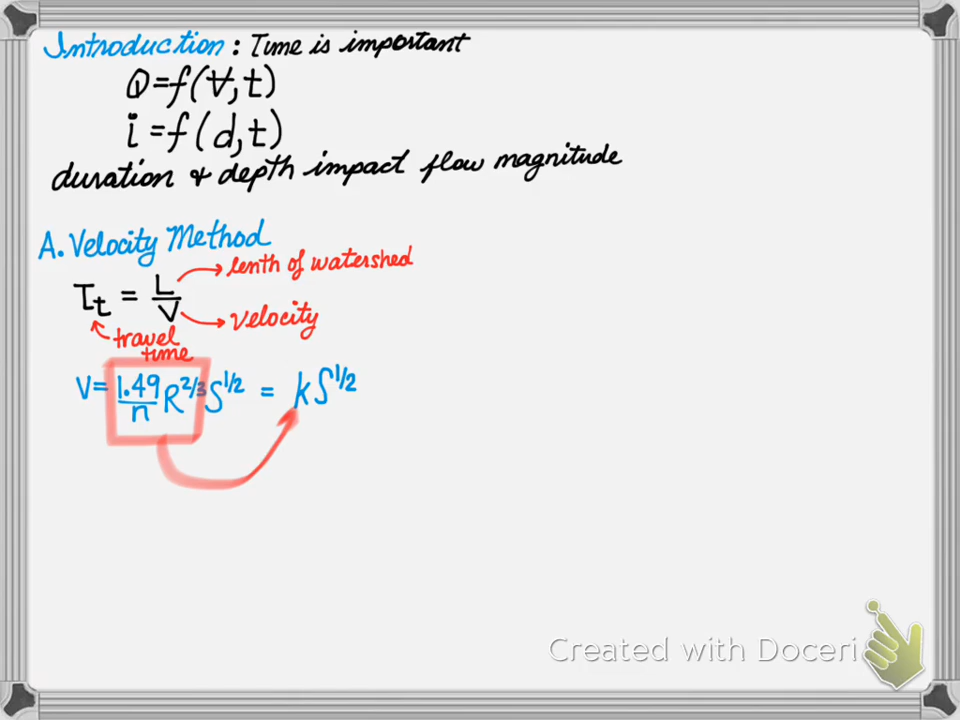 Introduction: Time is important
Q=f(V,t)
i=f(d,t)
duration & depth impact flow magnitude
A. Velocity Method
Tt = L/V
lenth of watershed
velocity
travel
time
V= 1.49/n R^2/3 S^1/2 = k S^1/2
Created with Doceri